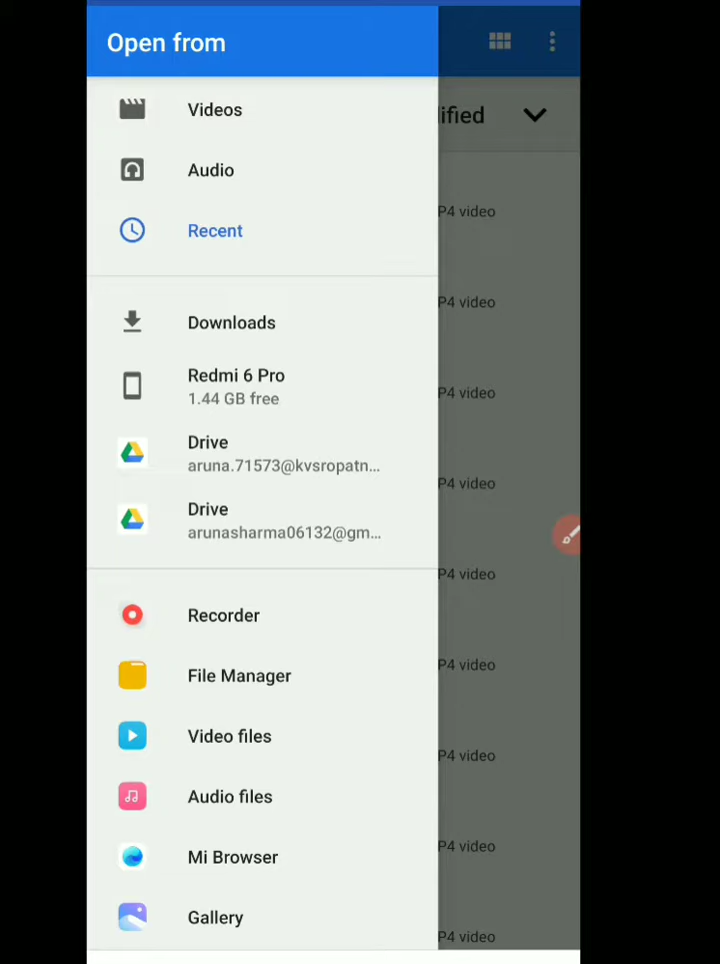 Open from
Videos
ified
Audio
P4 video
Recent
P4 video
Downloads
Redmi 6 Pro
1.44 GB free
P4 video
Drive
aruna.71573@kvsropatn...
P4 video
Drive
arunasharma06132@gm...
P4 video
Recorder
P4 video
File Manager
Video files
P4 video
Audio files
P4 video
Mi Browser
Gallery
P4 video